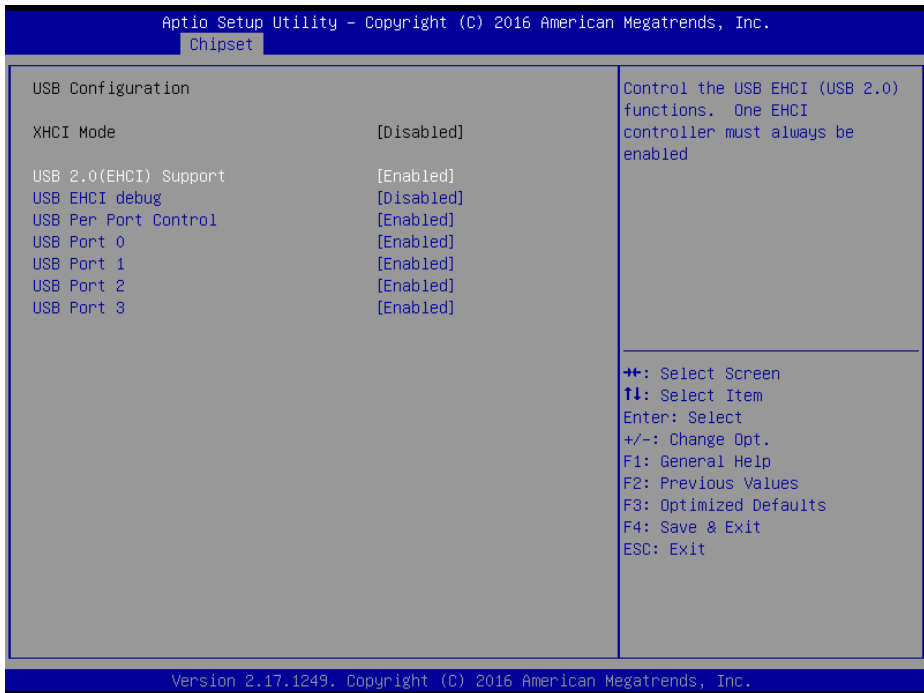 Aptio Setup Utility – Copyright (C) 2016 American Megatrends, Inc.
Chipset
USB Configuration
XHCI Mode [Disabled]
USB 2.0(EHCI) Support [Enabled]
USB EHCI debug [Disabled]
USB Per Port Control [Enabled]
USB Port 0 [Enabled]
USB Port 1 [Enabled]
USB Port 2 [Enabled]
USB Port 3 [Enabled]
Control the USB EHCI (USB 2.0)
functions. One EHCI
controller must always be
enabled
→←: Select Screen
↑↓: Select Item
Enter: Select
+/-: Change Opt.
F1: General Help
F2: Previous Values
F3: Optimized Defaults
F4: Save & Exit
ESC: Exit
Version 2.17.1249. Copyright (C) 2016 American Megatrends, Inc.